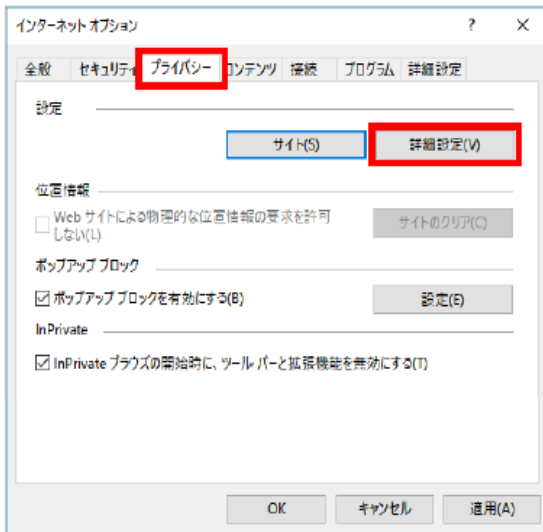 インターネット オプション ? ×
全般 セキュリティ プライバシー コンテンツ 接続 プログラム 詳細設定
設定
サイト(S) 詳細設定(V)
位置情報
Web サイトによる物理的な位置情報の要求を許可
しない(L)
サイトのクリア(C)
ポップアップ ブロック
ポップアップ ブロックを有効にする(B) 設定(E)
InPrivate
InPrivate ブラウズの開始時に、ツール バーと拡張機能を無効にする(T)
OK キャンセル 適用(A)